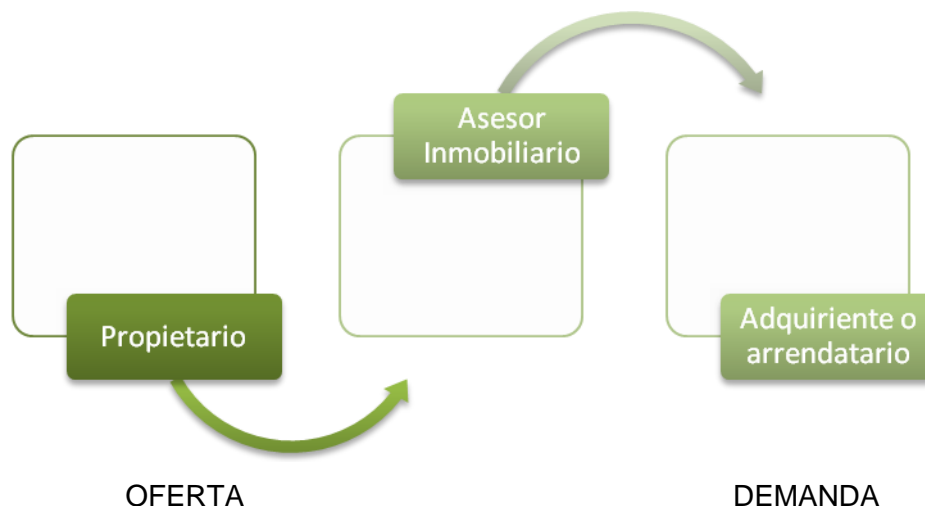 Asesor
Inmobiliario
Propietario
Adquiriente o
arrendatario
OFERTA
DEMANDA